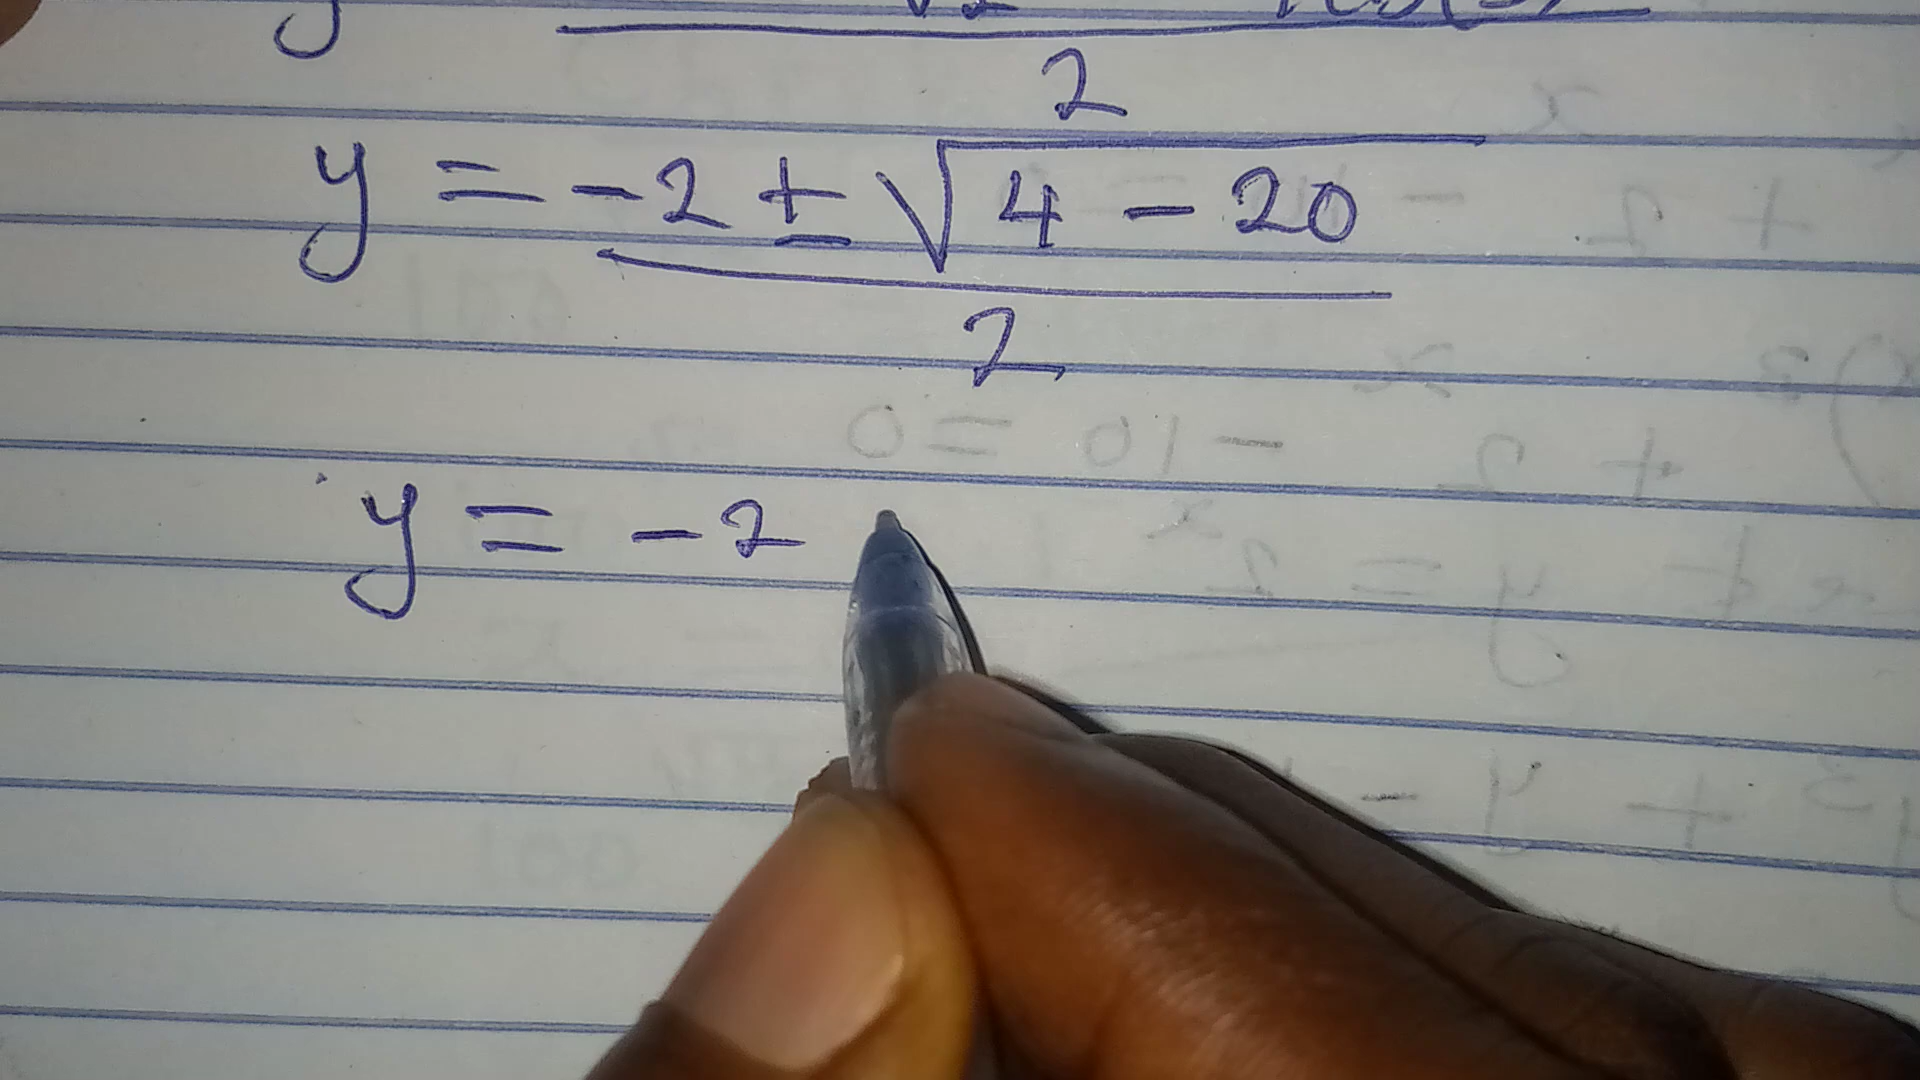 2
y = -2 ± √4 - 20
2
y = -2